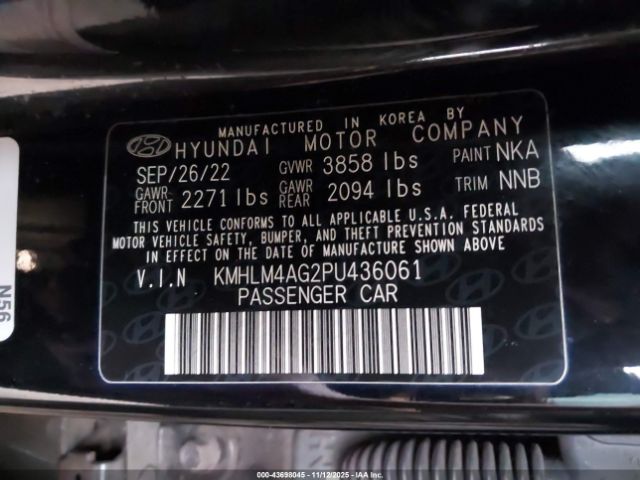 MANUFACTURED IN KOREA BY
HYUNDAI MOTOR COMPANY
SEP/26/22 GVWR 3858 lbs PAINT NKA
GAWR FRONT 2271 lbs GAWR REAR 2094 lbs TRIM NNB
THIS VEHICLE CONFORMS TO ALL APPLICABLE U.S.A. FEDERAL
MOTOR VEHICLE SAFETY, BUMPER, AND THEFT PREVENTION STANDARDS
IN EFFECT ON THE DATE OF MANUFACTURE SHOWN ABOVE
V.I.N KMHLM4AG2PU436061
PASSENGER CAR
N56
000-43698045 - 11/12/2025 - IAAI.COM